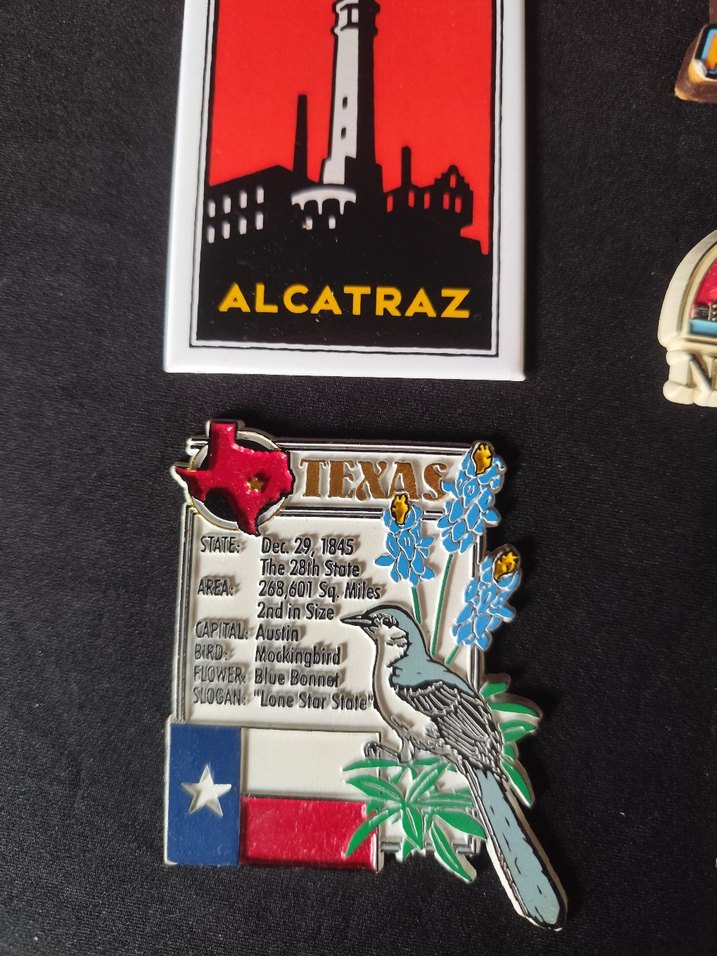 ALCATRAZ
TEXAS
STATE: Dec. 29, 1845
The 28th State
AREA: 268,601 Sq. Miles
2nd in Size
CAPITAL: Austin
BIRD: Mockingbird
FLOWER: Blue Bonnet
SLOGAN: "Lone Star State"